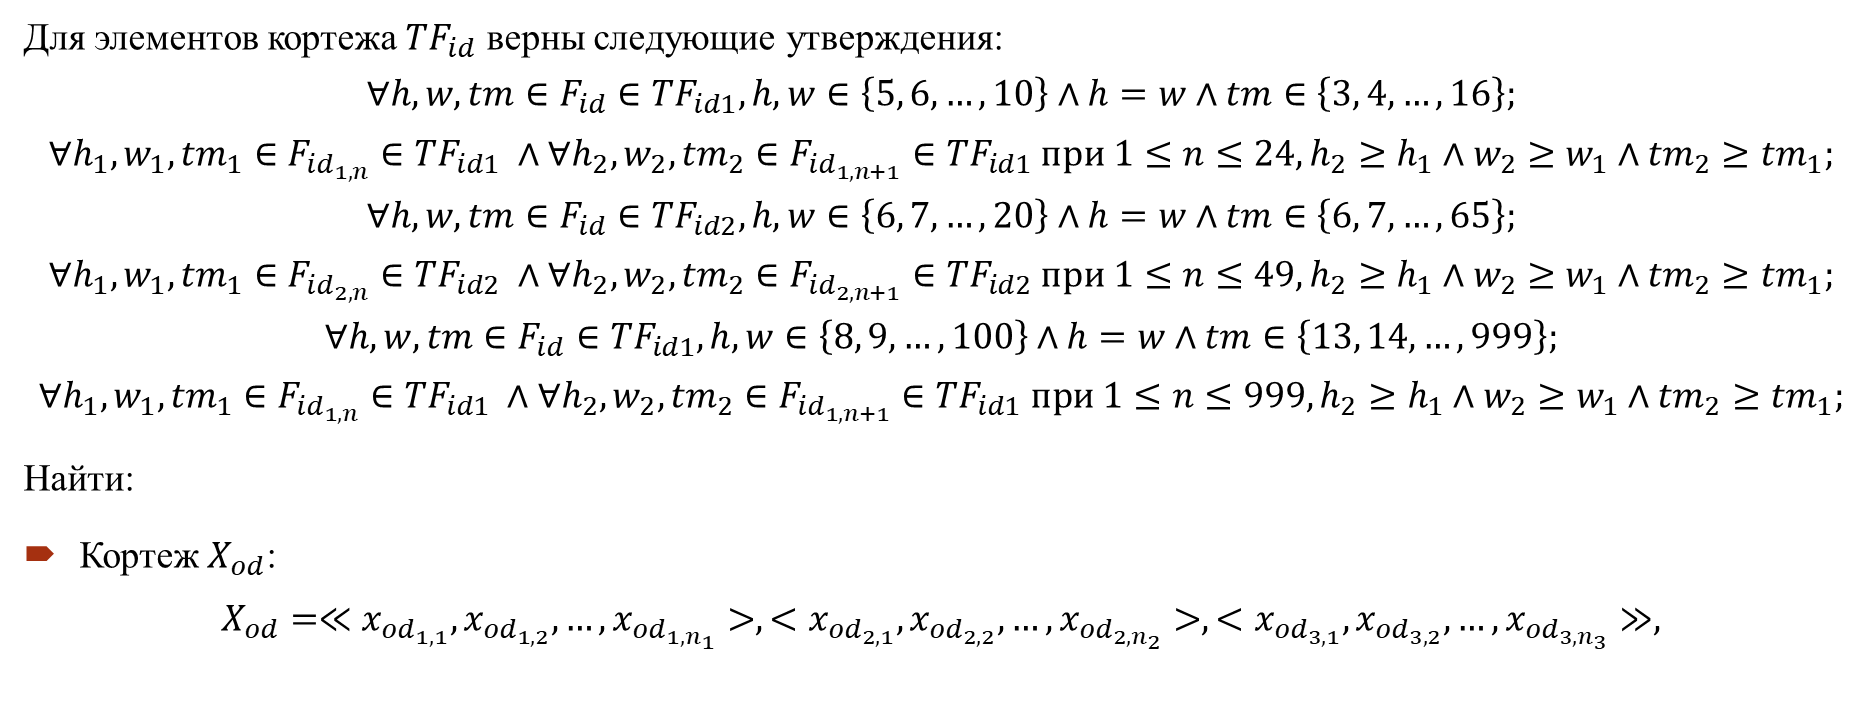 Для элементов кортежа TF_{id} верны следующие утверждения:
∀h, w, tm ∈ F_{id} ∈ TF_{id1}, h, w ∈ {5, 6, … , 10} ∧ h = w ∧ tm ∈ {3, 4, … , 16};
∀h_1, w_1, tm_1 ∈ F_{id_{1,n}} ∈ TF_{id1} ∧ ∀h_2, w_2, tm_2 ∈ F_{id_{1,n+1}} ∈ TF_{id1} при 1 ≤ n ≤ 24, h_2 ≥ h_1 ∧ w_2 ≥ w_1 ∧ tm_2 ≥ tm_1;
∀h, w, tm ∈ F_{id} ∈ TF_{id2}, h, w ∈ {6, 7, … , 20} ∧ h = w ∧ tm ∈ {6, 7, … , 65};
∀h_1, w_1, tm_1 ∈ F_{id_{2,n}} ∈ TF_{id2} ∧ ∀h_2, w_2, tm_2 ∈ F_{id_{2,n+1}} ∈ TF_{id2} при 1 ≤ n ≤ 49, h_2 ≥ h_1 ∧ w_2 ≥ w_1 ∧ tm_2 ≥ tm_1;
∀h, w, tm ∈ F_{id} ∈ TF_{id1}, h, w ∈ {8, 9, … , 100} ∧ h = w ∧ tm ∈ {13, 14, … , 999};
∀h_1, w_1, tm_1 ∈ F_{id_{1,n}} ∈ TF_{id1} ∧ ∀h_2, w_2, tm_2 ∈ F_{id_{1,n+1}} ∈ TF_{id1} при 1 ≤ n ≤ 999, h_2 ≥ h_1 ∧ w_2 ≥ w_1 ∧ tm_2 ≥ tm_1;
Найти:
Кортеж X_{od}:
X_{od} =≪ x_{od_{1,1}}, x_{od_{1,2}}, … , x_{od_{1,n_1}} >, < x_{od_{2,1}}, x_{od_{2,2}}, … , x_{od_{2,n_2}} >, < x_{od_{3,1}}, x_{od_{3,2}}, … , x_{od_{3,n_3}} ≫,